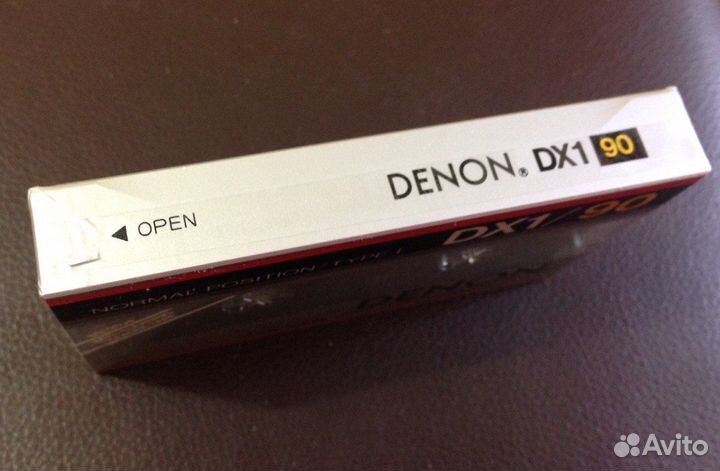 ◀ OPEN DENON® DX1 90
DX1/90
NORMAL POSITION TYPE I
DENON
Avito